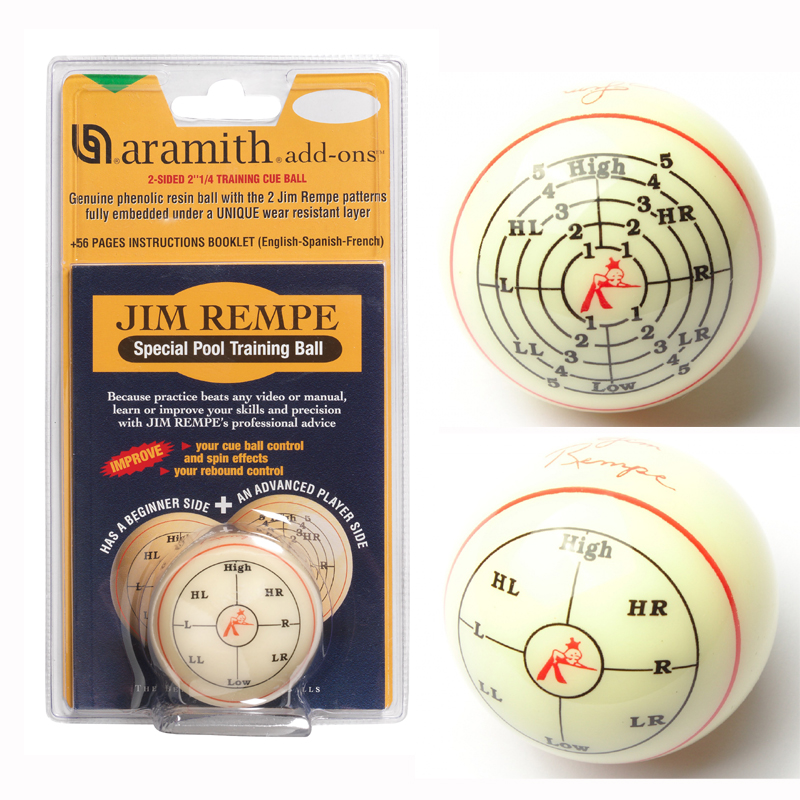 aramith® add-ons™
2-SIDED 2"1/4 TRAINING CUE BALL
Genuine phenolic resin ball with the 2 Jim Rempe patterns
fully embedded under a UNIQUE wear resistant layer
+56 PAGES INSTRUCTIONS BOOKLET (English-Spanish-French)
JIM REMPE
Special Pool Training Ball
Because practice beats any video or manual,
learn or improve your skills and precision
with JIM REMPE's professional advice
IMPROVE
your cue ball control
and spin effects
your rebound control
HAS A BEGINNER SIDE + AN ADVANCED PLAYER SIDE
High
HL HR
L R
LL LR
Low
5 High 5
4 4
HL 3 3 HR
2 2
1 1
L R
1 1
2 2
LL 3 3 LR
4 4
5 Low 5
Rempe
High
HL HR
L R
LL LR
Low